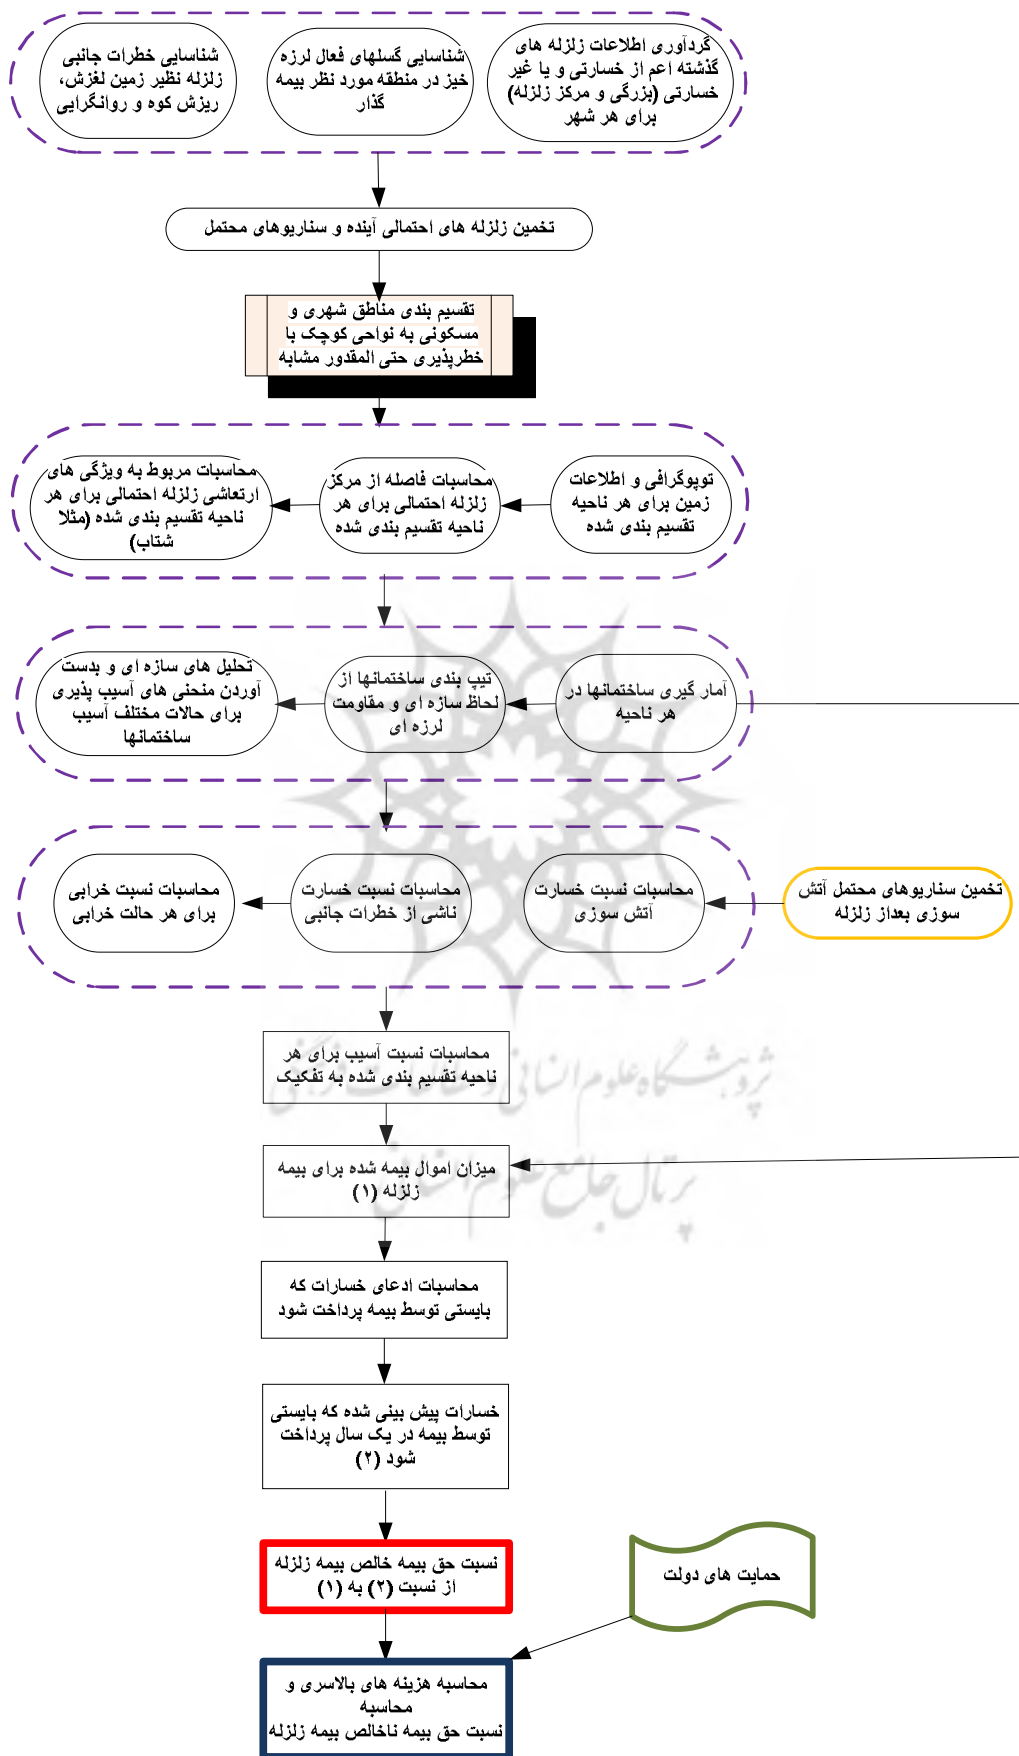 گردآوری اطلاعات زلزله های
گذشته اعم از خسارتی و یا غیر
خسارتی (بزرگی و مرکز زلزله)
برای هر شهر
شناسایی گسلهای فعال لرزه
خیز در منطقه مورد نظر بیمه
گذار
شناسایی خطرات جانبی
زلزله نظیر زمین لغزش،
ریزش کوه و روانگرایی
تخمین زلزله های احتمالی آینده و سناریوهای محتمل
تقسیم بندی مناطق شهری و
مسکونی به نواحی کوچک با
خطرپذیری حتی المقدور مشابه
توپوگرافی و اطلاعات
زمین برای هر ناحیه
تقسیم بندی شده
محاسبات فاصله از مرکز
زلزله احتمالی برای هر
ناحیه تقسیم بندی شده
محاسبات مربوط به ویژگی های
ارتعاشی زلزله احتمالی برای هر
ناحیه تقسیم بندی شده (مثلا
شتاب)
آمار گیری ساختمانها در
هر ناحیه
تیپ بندی ساختمانها از
لحاظ سازه ای و مقاومت
لرزه ای
تحلیل های سازه ای و بدست
آوردن منحنی های آسیب پذیری
برای حالات مختلف آسیب
ساختمانها
تخمین سناریوهای محتمل آتش
سوزی بعداز زلزله
محاسبات نسبت خسارت
آتش سوزی
محاسبات نسبت خسارت
ناشی از خطرات جانبی
محاسبات نسبت خرابی
برای هر حالت خرابی
محاسبات نسبت آسیب برای هر
ناحیه تقسیم بندی شده به تفکیک
پژوهشگاه علوم انسانی و مطالعات فرهنگی
میزان اموال بیمه شده برای بیمه
زلزله (۱)
پرتال جامع علوم انسانی
محاسبات ادعای خسارات که
بایستی توسط بیمه پرداخت شود
خسارات پیش بینی شده که بایستی
توسط بیمه در یک سال پرداخت
شود (۲)
نسبت حق بیمه خالص بیمه زلزله
از نسبت (۲) به (۱)
حمایت های دولت
محاسبه هزینه های بالاسری و
محاسبه
نسبت حق بیمه ناخالص بیمه زلزله